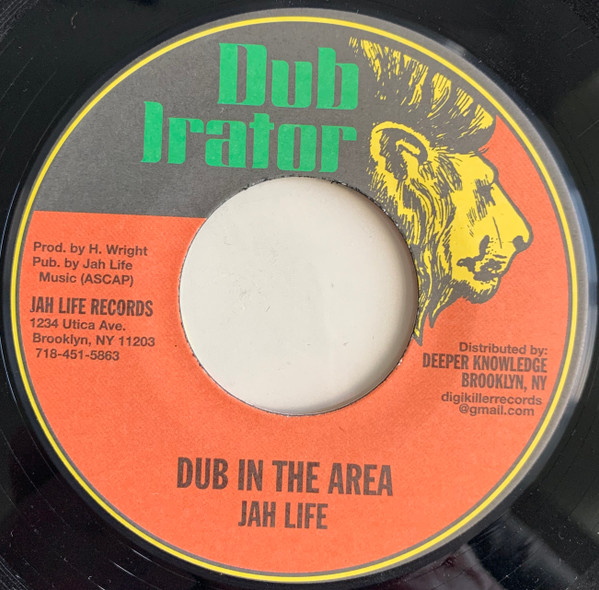 Dub
Irator
Prod. by H. Wright
Pub. by Jah Life
Music (ASCAP)
JAH LIFE RECORDS
1234 Utica Ave.
Brooklyn, NY 11203
718-451-5863
Distributed by:
DEEPER KNOWLEDGE
BROOKLYN, NY
digikillerrecords
@gmail.com
DUB IN THE AREA
JAH LIFE